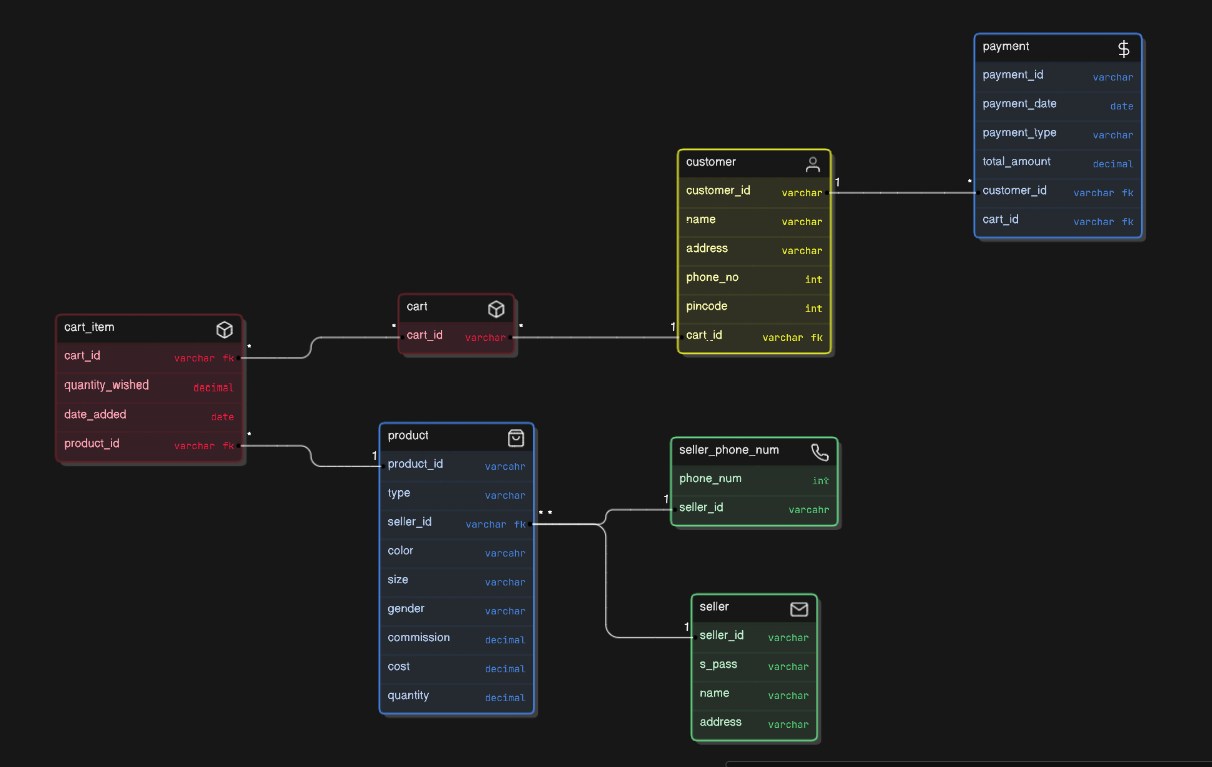 payment
payment_id varchar
payment_date date
payment_type varchar
total_amount decimal
customer_id varchar fk
cart_id varchar fk
customer
customer_id varchar
name varchar
address varchar
phone_no int
pincode int
cart_id varchar fk
1
*
cart
cart_id varchar
*
*
1
cart_item
cart_id varchar fk
quantity_wished decimal
date_added date
product_id varchar fk
*
*
1
product
product_id varcahr
type varchar
seller_id varchar fk
color varcahr
size varchar
gender varchar
commission decimal
cost decimal
quantity decimal
* *
1
1
seller_phone_num
phone_num int
seller_id varcahr
seller
seller_id varchar
s_pass varchar
name varchar
address varchar